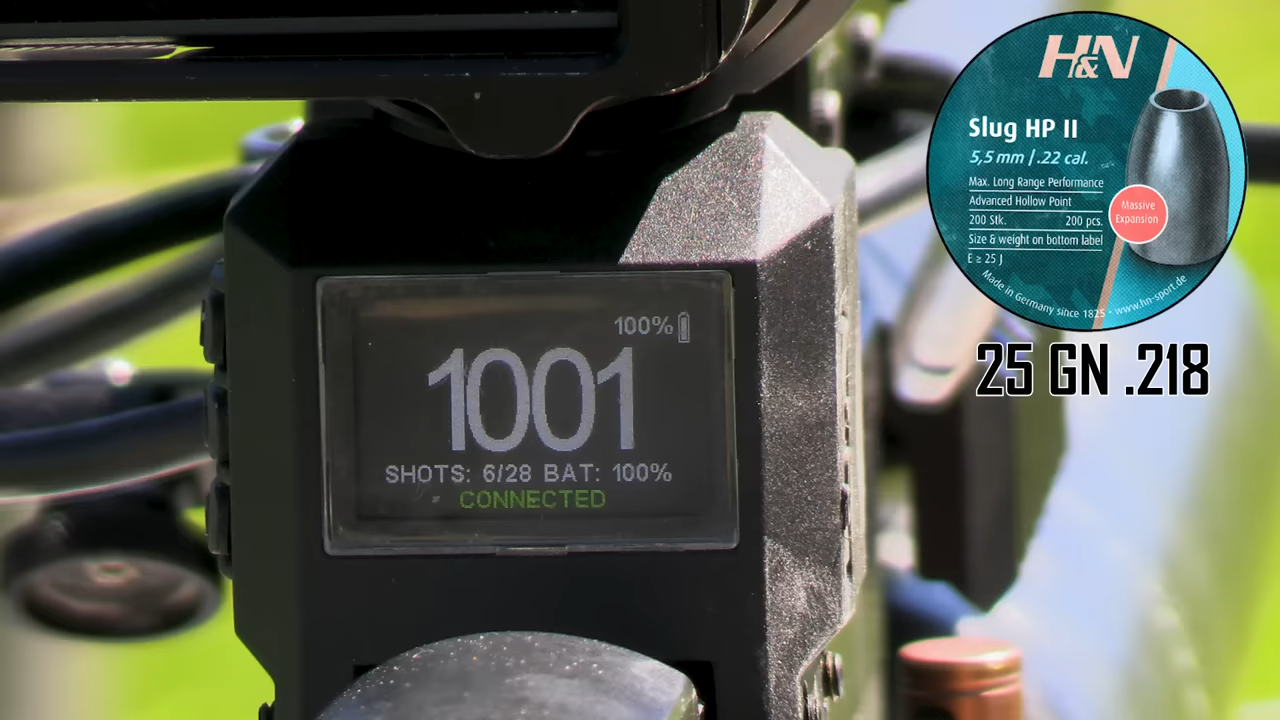 100%
1001
SHOTS: 6/28 BAT: 100%
CONNECTED
H&N
Slug HP II
5,5 mm | .22 cal.
Max. Long Range Performance
Advanced Hollow Point
200 Stk. 200 pcs.
Size & weight on bottom label
E ≥ 25 J
Massive
Expansion
Made in Germany since 1825 • www.hn-sport.de
25 GN .218